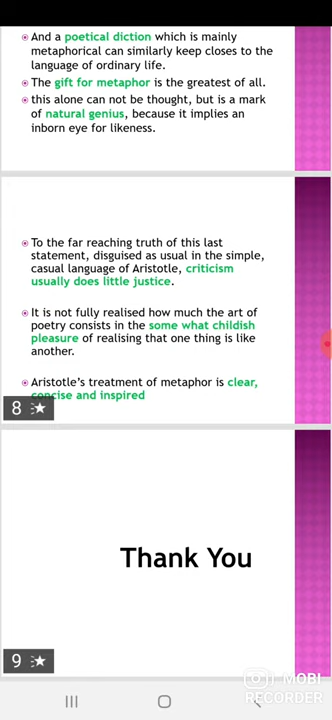 And a poetical diction which is mainly
metaphorical can similarly keep closes to the
language of ordinary life.
The gift for metaphor is the greatest of all.
this alone can not be thought, but is a mark
of natural genius, because it implies an
inborn eye for likeness.
To the far reaching truth of this last
statement, disguised as usual in the simple,
casual language of Aristotle, criticism
usually does little justice.
It is not fully realised how much the art of
poetry consists in the some what childish
pleasure of realising that one thing is like
another.
Aristotle's treatment of metaphor is clear,
concise and inspired
8
Thank You
9
MOBI
RECORDER